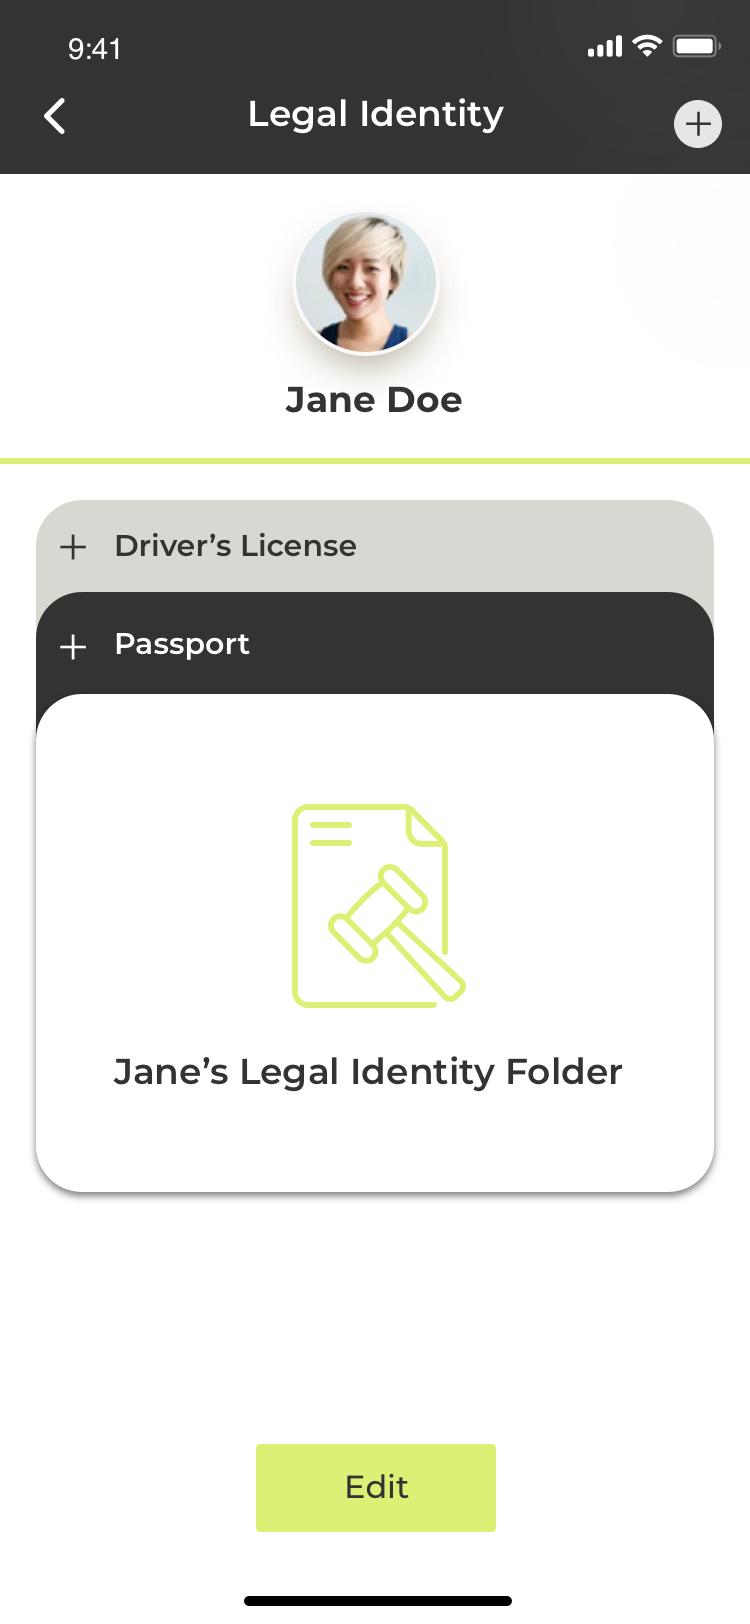 9:41
Legal Identity
Jane Doe
Driver’s License
Passport
Jane’s Legal Identity Folder
Edit